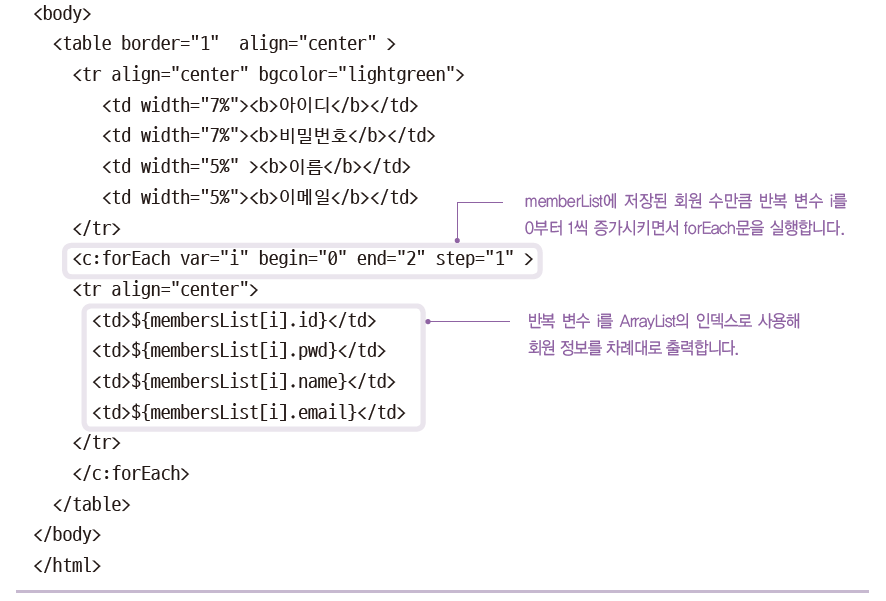 <body>
<table border="1"  align="center" >
<tr align="center" bgcolor="lightgreen">
<td width="7%"><b>아이디</b></td>
<td width="7%"><b>비밀번호</b></td>
<td width="5%" ><b>이름</b></td>
<td width="5%"><b>이메일</b></td>
</tr>
memberList에 저장된 회원 수만큼 반복 변수 i를
0부터 1씩 증가시키면서 forEach문을 실행합니다.
<c:forEach var="i" begin="0" end="2" step="1" >
<tr align="center">
<td>${membersList[i].id}</td>
<td>${membersList[i].pwd}</td>
<td>${membersList[i].name}</td>
<td>${membersList[i].email}</td>
반복 변수 i를 ArrayList의 인덱스로 사용해
회원 정보를 차례대로 출력합니다.
</tr>
</c:forEach>
</table>
</body>
</html>